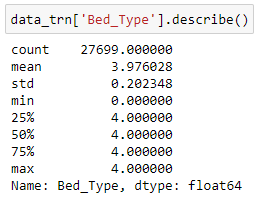 data_trn['Bed_Type'].describe()
count    27699.000000
mean         3.976028
std          0.202348
min          0.000000
25%          4.000000
50%          4.000000
75%          4.000000
max          4.000000
Name: Bed_Type, dtype: float64